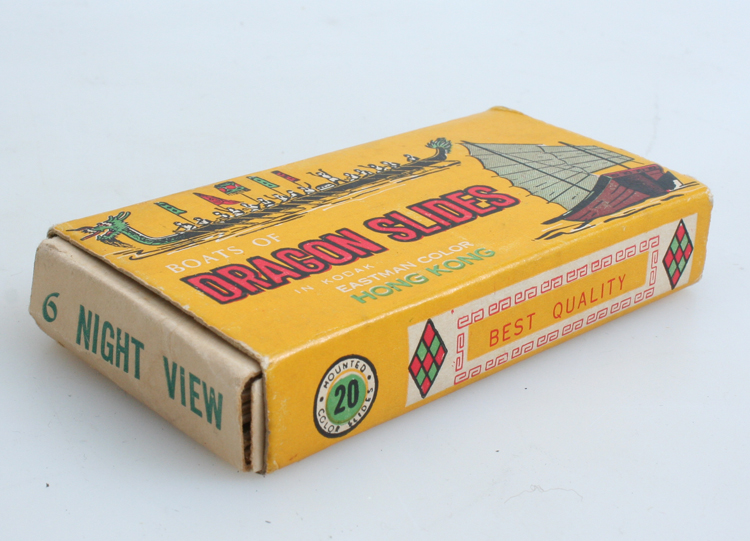 BOATS OF
DRAGON SLIDES
IN KODAK
EASTMAN COLOR
HONG KONG
6 NIGHT VIEW
MOUNTED
20
COLOR SLIDES
BEST QUALITY